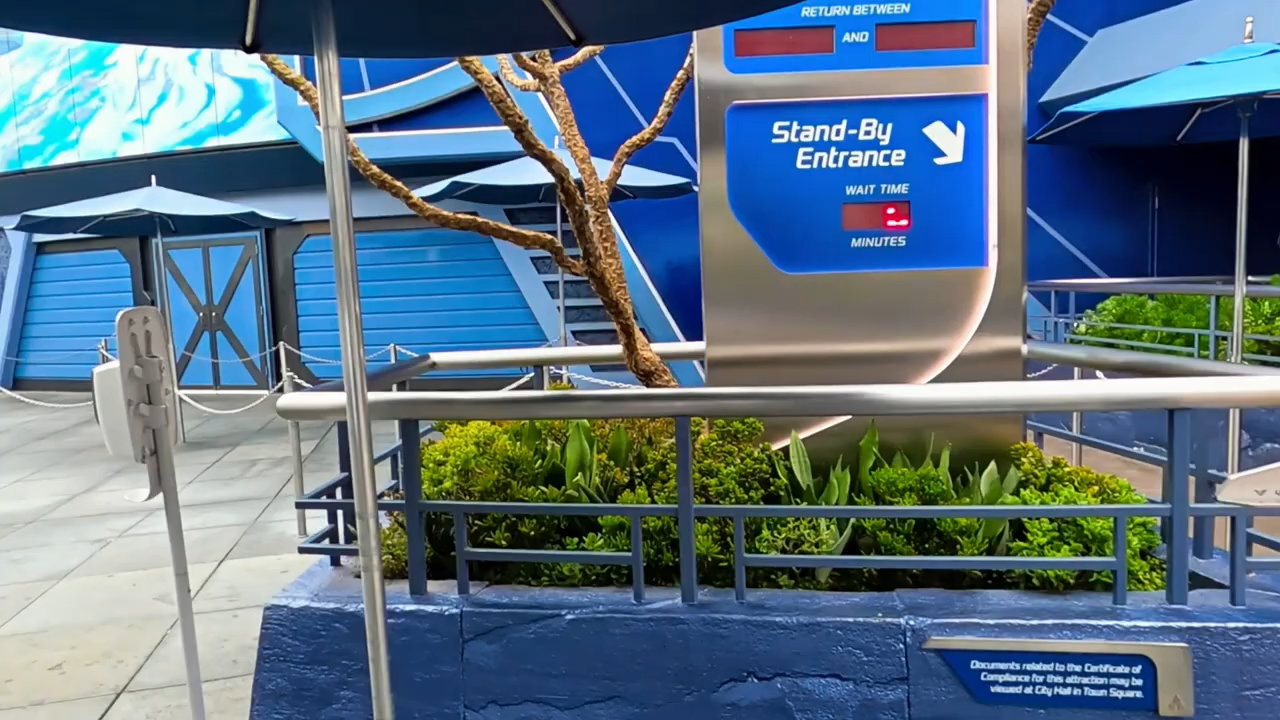 RETURN BETWEEN
AND
Stand-By
Entrance
WAIT TIME
MINUTES
Documents related to the Certificate of
Compliance for this attraction may be
viewed at City Hall in Town Square.